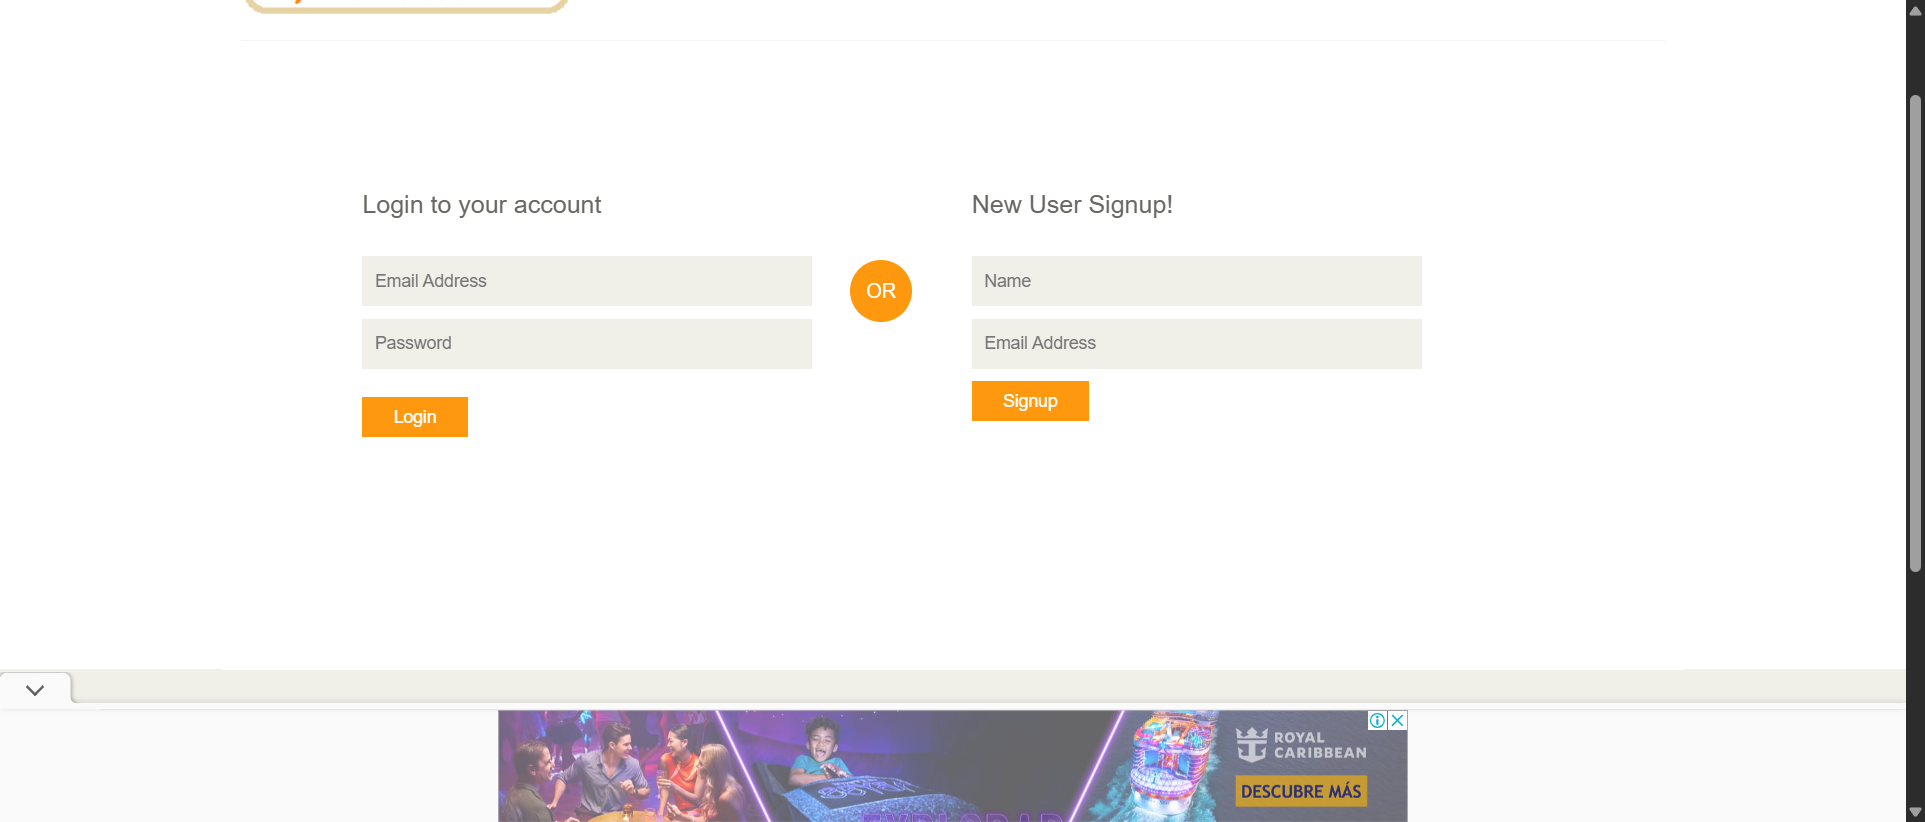 Login to your account
Email Address
Password
Login
OR
New User Signup!
Name
Email Address
Signup
ROYAL
CARIBBEAN
DESCUBRE MÁS